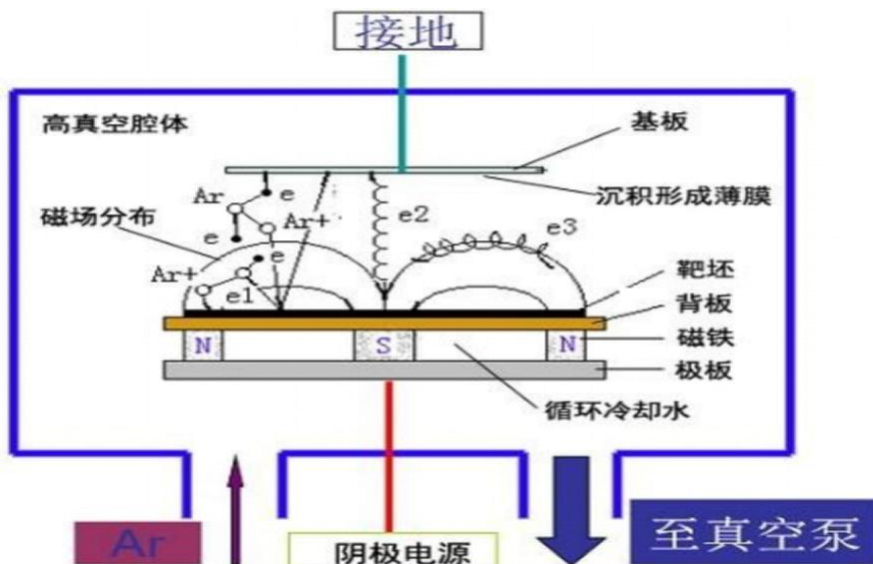 接地
高真空腔体
基板
Ar
e
沉积形成薄膜
磁场分布
Ar+
e2
e
e3
Ar+
e
靶坯
e1
背板
N
S
N
磁铁
极板
循环冷却水
Ar
阴极电源
至真空泵